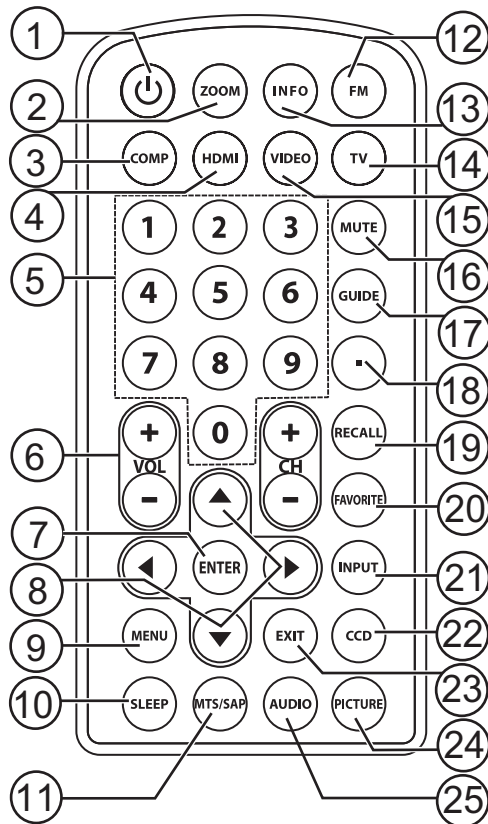 1 12
2 ZOOM INFO FM 13
3 COMP HDMI VIDEO TV 14
4 15
1 2 3 MUTE 16
5 4 5 6 GUIDE 17
7 8 9 . 18
6 + VOL - 0 + CH - RECALL 19
FAVORITE 20
7 ENTER INPUT 21
8
9 MENU EXIT CCD 22
23
10 SLEEP MTS/SAP AUDIO PICTURE 24
11 25